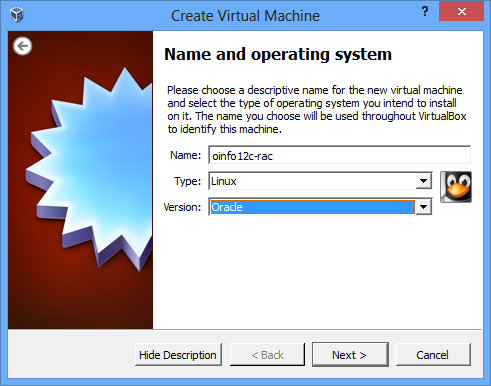 Create Virtual Machine
?
Name and operating system
Please choose a descriptive name for the new virtual machine
and select the type of operating system you intend to install
on it. The name you choose will be used throughout VirtualBox
to identify this machine.
Name: oinfo12c-rac
Type: Linux
Version: Oracle
Hide Description < Back Next > Cancel